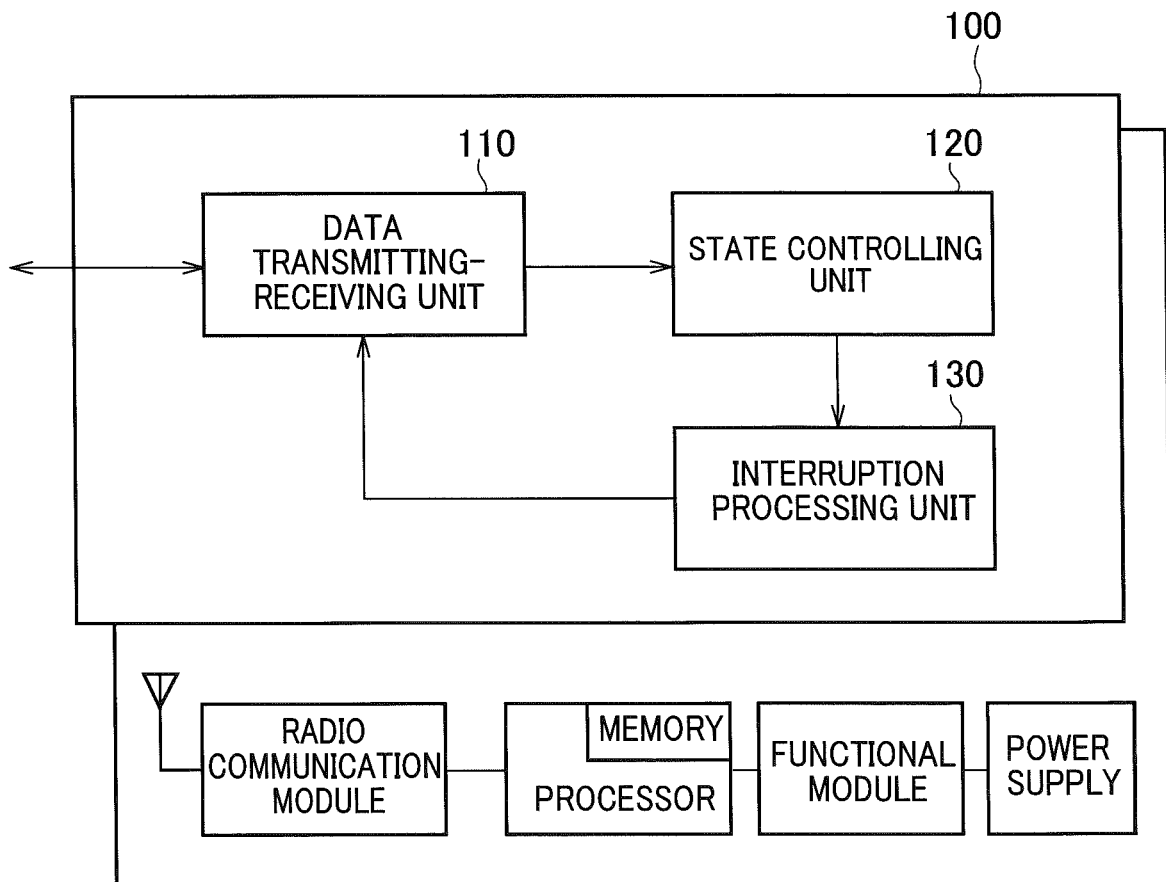 100
110
120
DATA
TRANSMITTING-
RECEIVING UNIT
STATE CONTROLLING
UNIT
130
INTERRUPTION
PROCESSING UNIT
RADIO
COMMUNICATION
MODULE
MEMORY
PROCESSOR
FUNCTIONAL
MODULE
POWER
SUPPLY